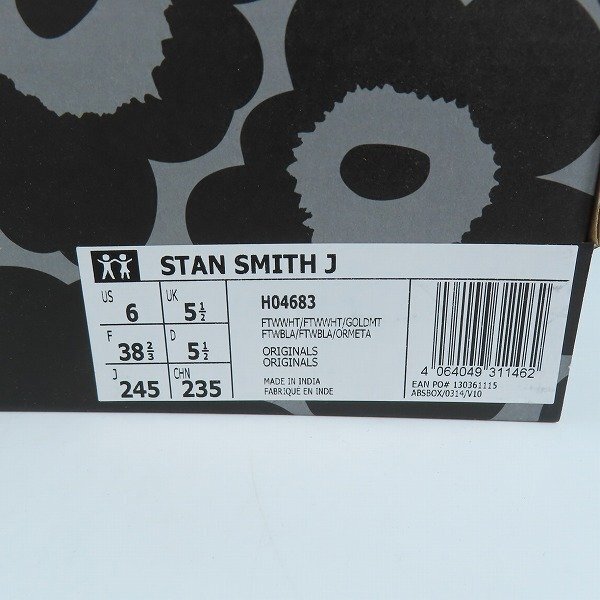 STAN SMITH J
US 6 UK 5½
F 38⅔ D 5½
J 245 CHN 235
H04683
FTWWHT/FTWWHT/GOLDMT
FTWBLA/FTWBLA/ORMETA
ORIGINALS
ORIGINALS
MADE IN INDIA
FABRIQUE EN INDE
4 064049 311462
EAN PO# 130361115
ABSBOX/0314/V10